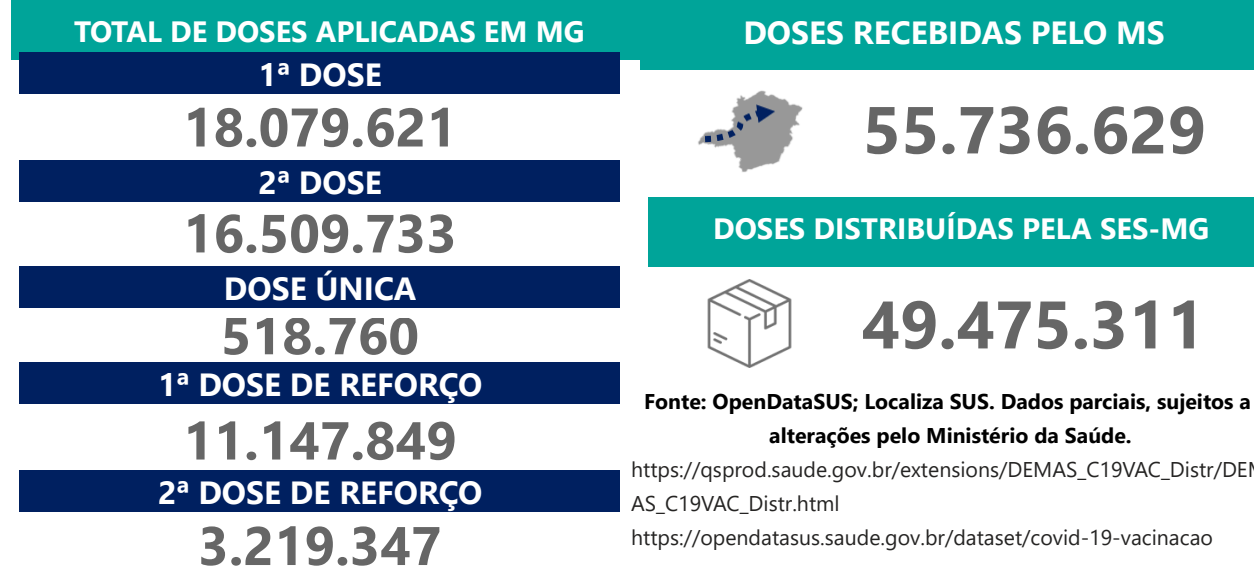 TOTAL DE DOSES APLICADAS EM MG
1ª DOSE
18.079.621
2ª DOSE
16.509.733
DOSE ÚNICA
518.760
1ª DOSE DE REFORÇO
11.147.849
2ª DOSE DE REFORÇO
3.219.347
DOSES RECEBIDAS PELO MS
55.736.629
DOSES DISTRIBUÍDAS PELA SES-MG
49.475.311
Fonte: OpenDataSUS; Localiza SUS. Dados parciais, sujeitos a
alterações pelo Ministério da Saúde.
https://qsprod.saude.gov.br/extensions/DEMAS_C19VAC_Distr/DEM
AS_C19VAC_Distr.html
https://opendatasus.saude.gov.br/dataset/covid-19-vacinacao